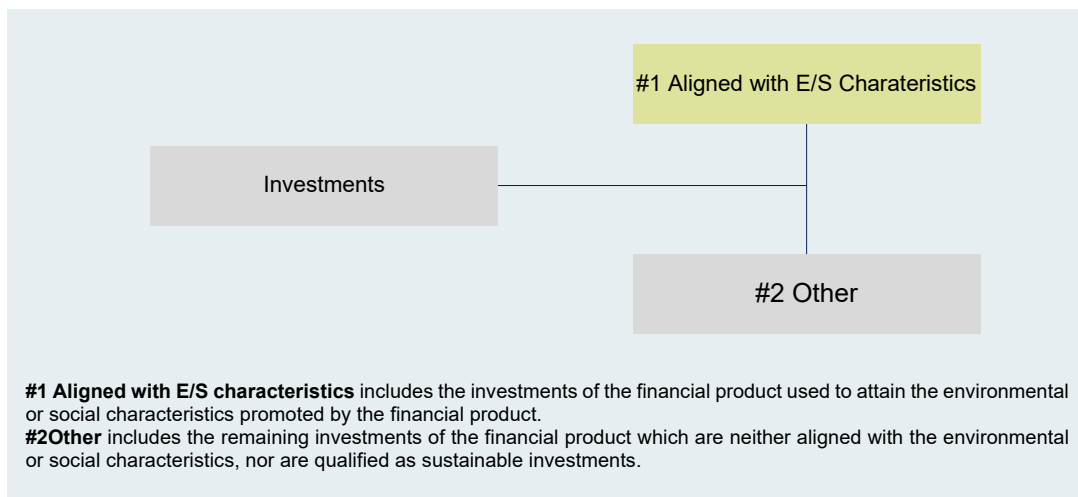 #1 Aligned with E/S Charateristics
Investments
#2 Other
#1 Aligned with E/S characteristics includes the investments of the financial product used to attain the environmental
or social characteristics promoted by the financial product.
#2Other includes the remaining investments of the financial product which are neither aligned with the environmental
or social characteristics, nor are qualified as sustainable investments.